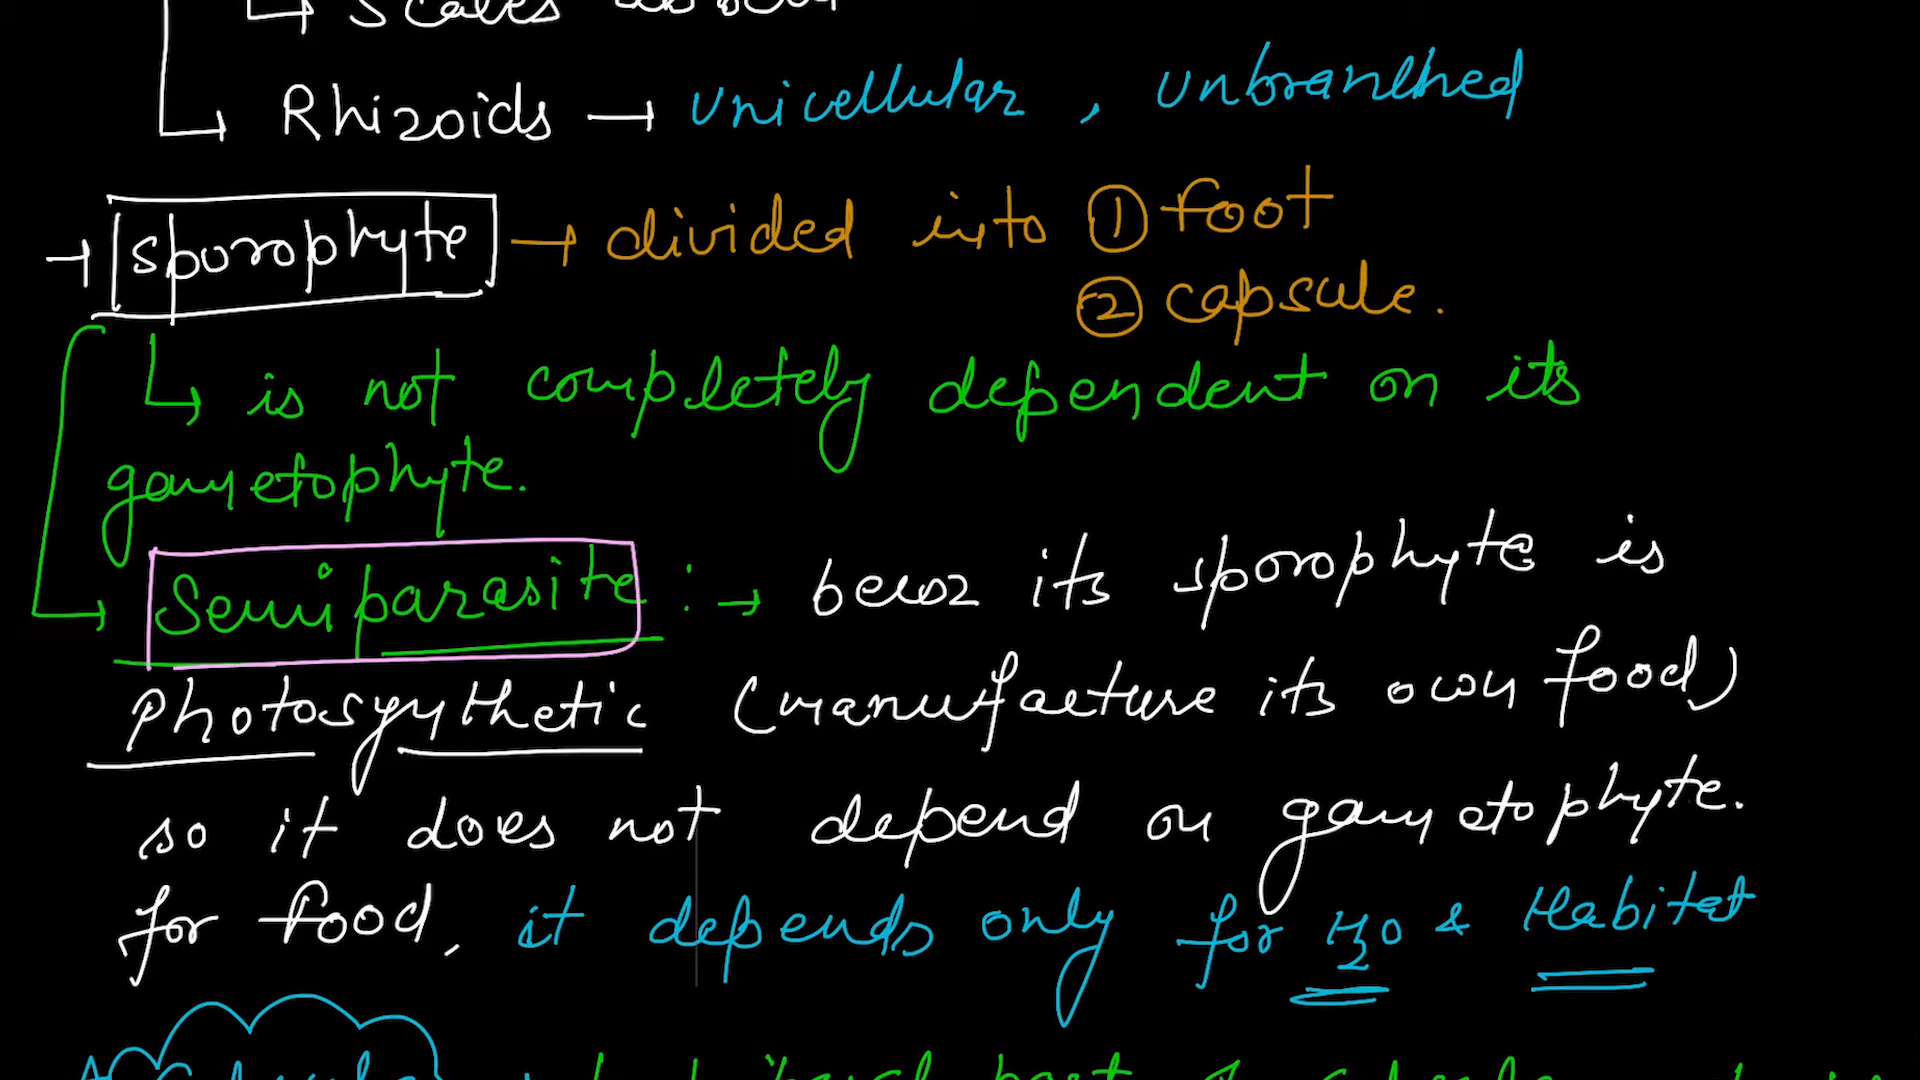 ↳ Scales
↳ Rhizoids → unicellular, unbranched
→ Sporophyte → divided into ① foot
② capsule.
↳ is not completely dependent on its
gametophyte.
↳ Semiparasite :→ becoz its sporophyte is
Photosynthetic (manufacture its own food)
so it does not depend on gametophyte.
for food, it depends only for H2O & Habitat